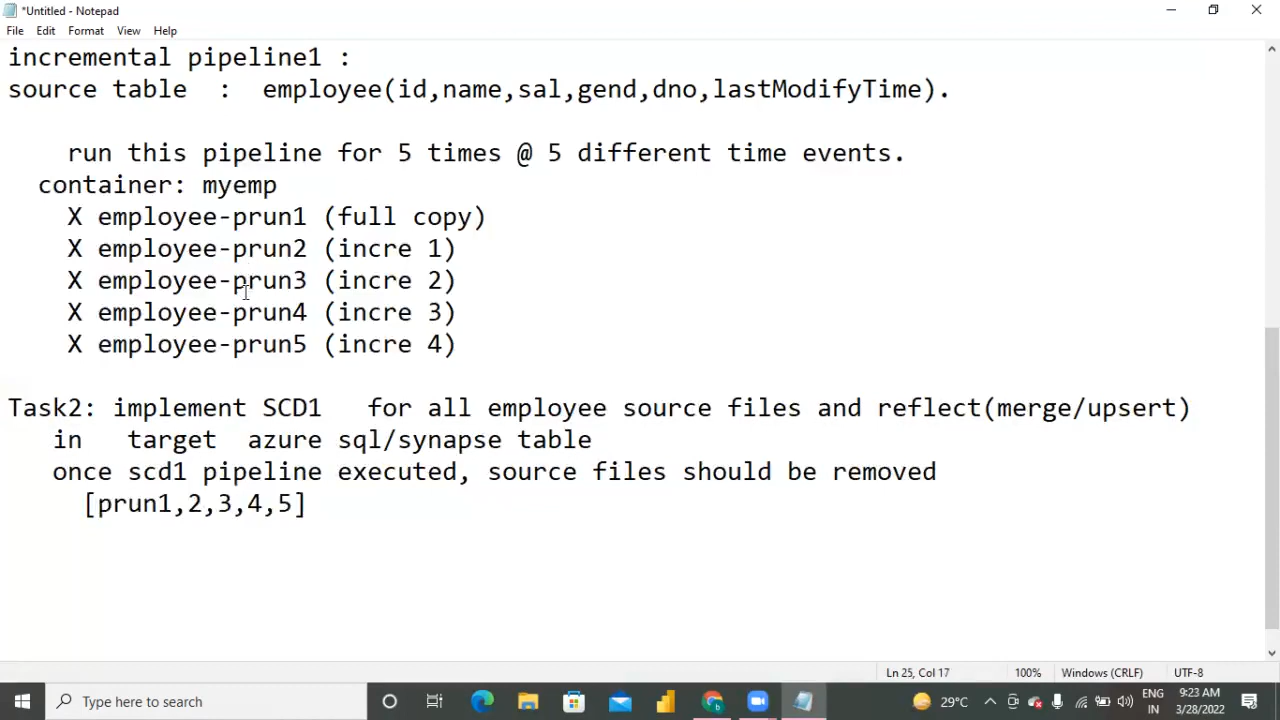 *Untitled - Notepad
File Edit Format View Help
incremental pipeline1 :
source table : employee(id,name,sal,gend,dno,lastModifyTime).
run this pipeline for 5 times @ 5 different time events.
container: myemp
X employee-prun1 (full copy)
X employee-prun2 (incre 1)
X employee-prun3 (incre 2)
X employee-prun4 (incre 3)
X employee-prun5 (incre 4)
Task2: implement SCD1 for all employee source files and reflect(merge/upsert)
in target azure sql/synapse table
once scd1 pipeline executed, source files should be removed
[prun1,2,3,4,5]
Ln 25, Col 17 100% Windows (CRLF) UTF-8
Type here to search 29°C ENG 9:23 AM
IN 3/28/2022